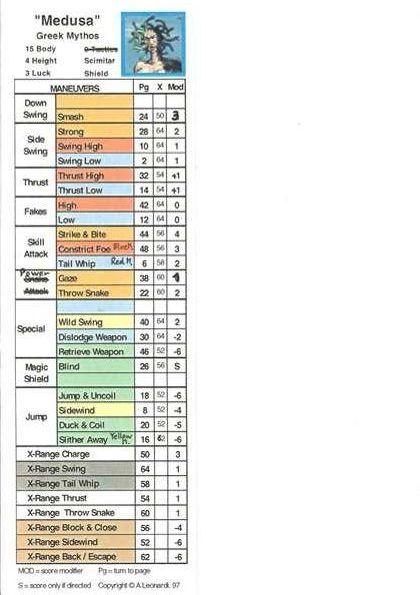 "Medusa"
Greek Mythos
15 Body 0 Tactics
4 Height Scimitar
3 Luck Shield
MANEUVERS Pg X Mod
Down Swing
Smash 24 50 3
Side Swing
Strong 28 64 2
Swing High 10 64 1
Swing Low 2 64 1
Thrust
Thrust High 32 54 +1
Thrust Low 14 54 +1
Fakes
High 42 64 0
Low 12 64 0
Skill Attack
Strike & Bite 44 56 4
Constrict Foe 48 56 3
Tail Whip Red M. 6 58 2
Power Snake Attack
Gaze 38 60 1
Throw Snake 22 60 2
Special
Wild Swing 40 64 2
Dislodge Weapon 30 64 -2
Retrieve Weapon 46 52 -6
Magic Shield
Blind 26 56 S
Jump
Jump & Uncoil 18 52 -6
Sidewind 8 52 -4
Duck & Coil 20 52 -5
Slither Away Yellow M. 16 62 -6
X-Range Charge 50 3
X-Range Swing 64 1
X-Range Tail Whip 58 1
X-Range Thrust 54 1
X-Range Throw Snake 60 1
X-Range Block & Close 56 -4
X-Range Sidewind 52 -6
X-Range Back / Escape 62 -6
MOD = score modifier Pg = turn to page
S = score only if directed Copyright © A Leonardi. 97